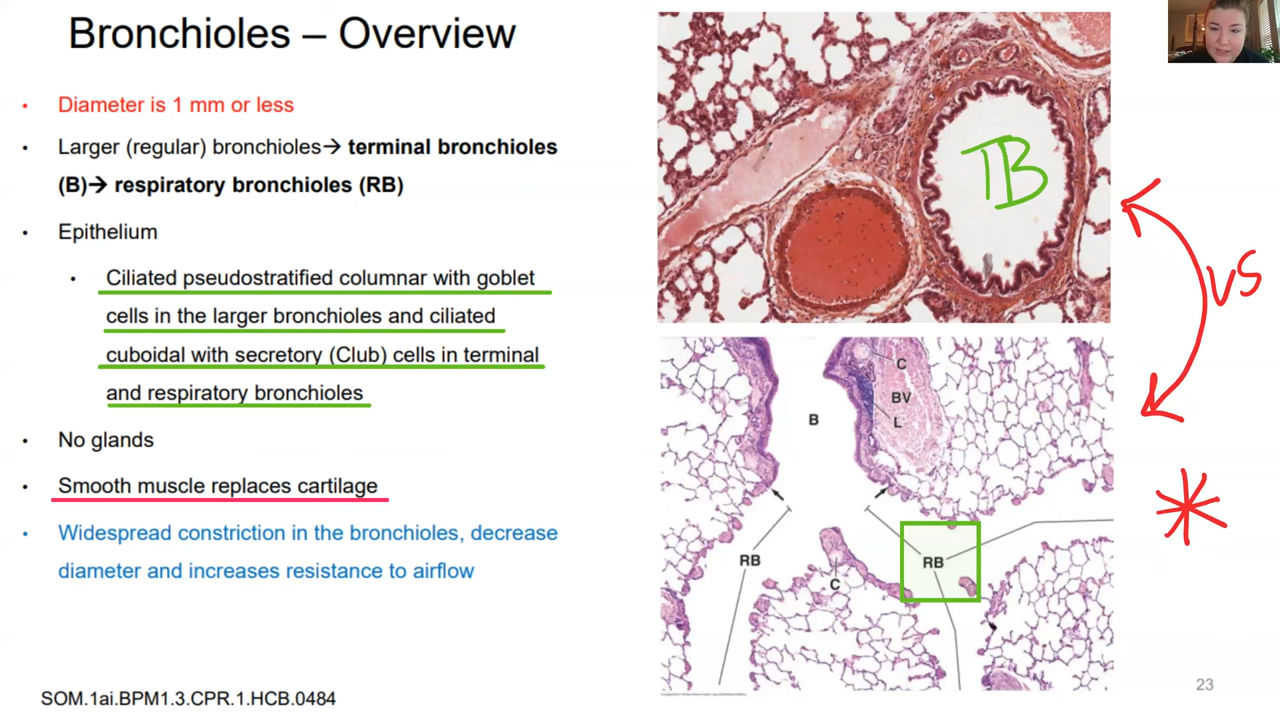 Bronchioles – Overview
• Diameter is 1 mm or less
• Larger (regular) bronchioles→ terminal bronchioles
(B)→ respiratory bronchioles (RB)
• Epithelium
• Ciliated pseudostratified columnar with goblet
cells in the larger bronchioles and ciliated
cuboidal with secretory (Club) cells in terminal
and respiratory bronchioles
• No glands
• Smooth muscle replaces cartilage
• Widespread constriction in the bronchioles, decrease
diameter and increases resistance to airflow
SOM.1ai.BPM1.3.CPR.1.HCB.0484
TB
VS
C
BV
B
L
RB
RB
C
23